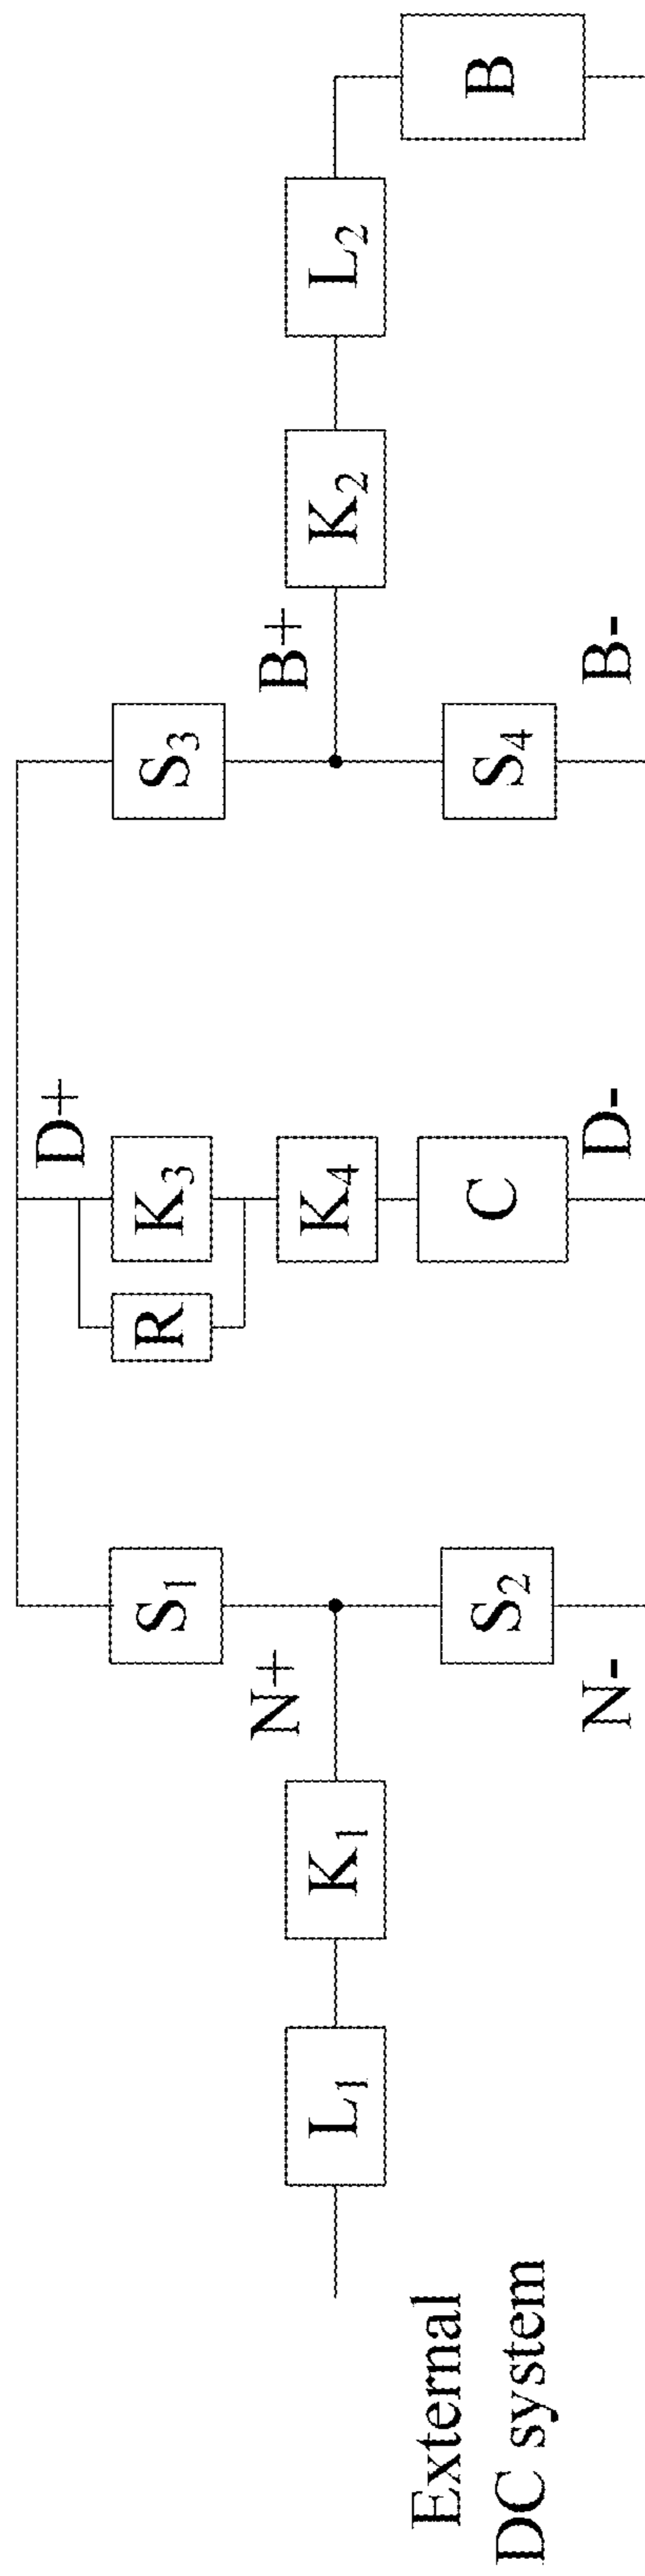 D+
S₁
R
K₃
S₃
N+
B+
L₁
K₁
K₄
K₂
L₂
External
DC system
S₂
C
S₄
B
N-
D-
B-